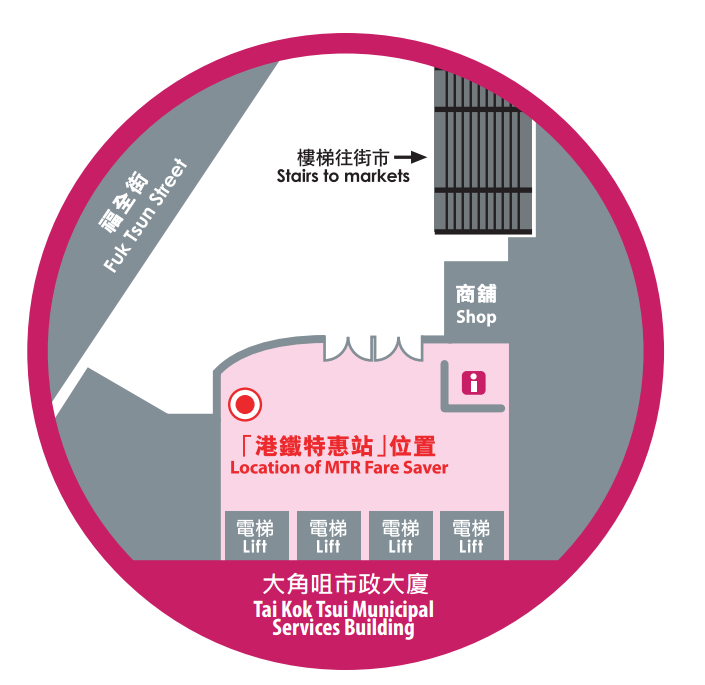 樓梯往街市
Stairs to markets
福全街
Fuk Tsun Street
商舖
Shop
i
「港鐵特惠站」位置
Location of MTR Fare Saver
電梯
Lift
電梯
Lift
電梯
Lift
電梯
Lift
大角咀市政大廈
Tai Kok Tsui Municipal
Services Building